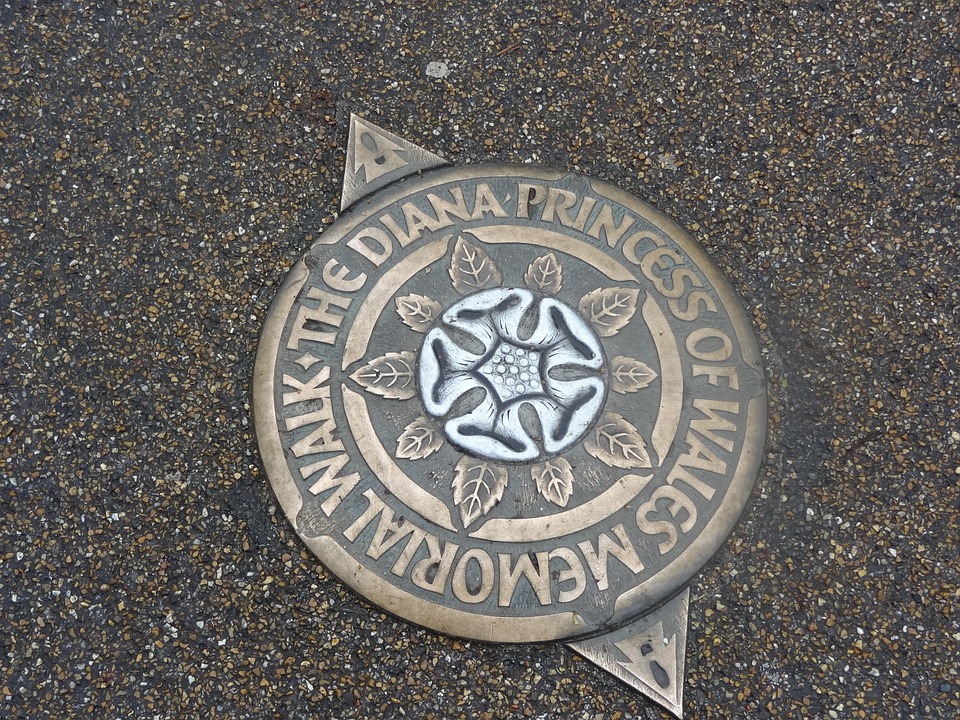 THE DIANA·PRINCESS OF WALES MEMORIAL WALK·